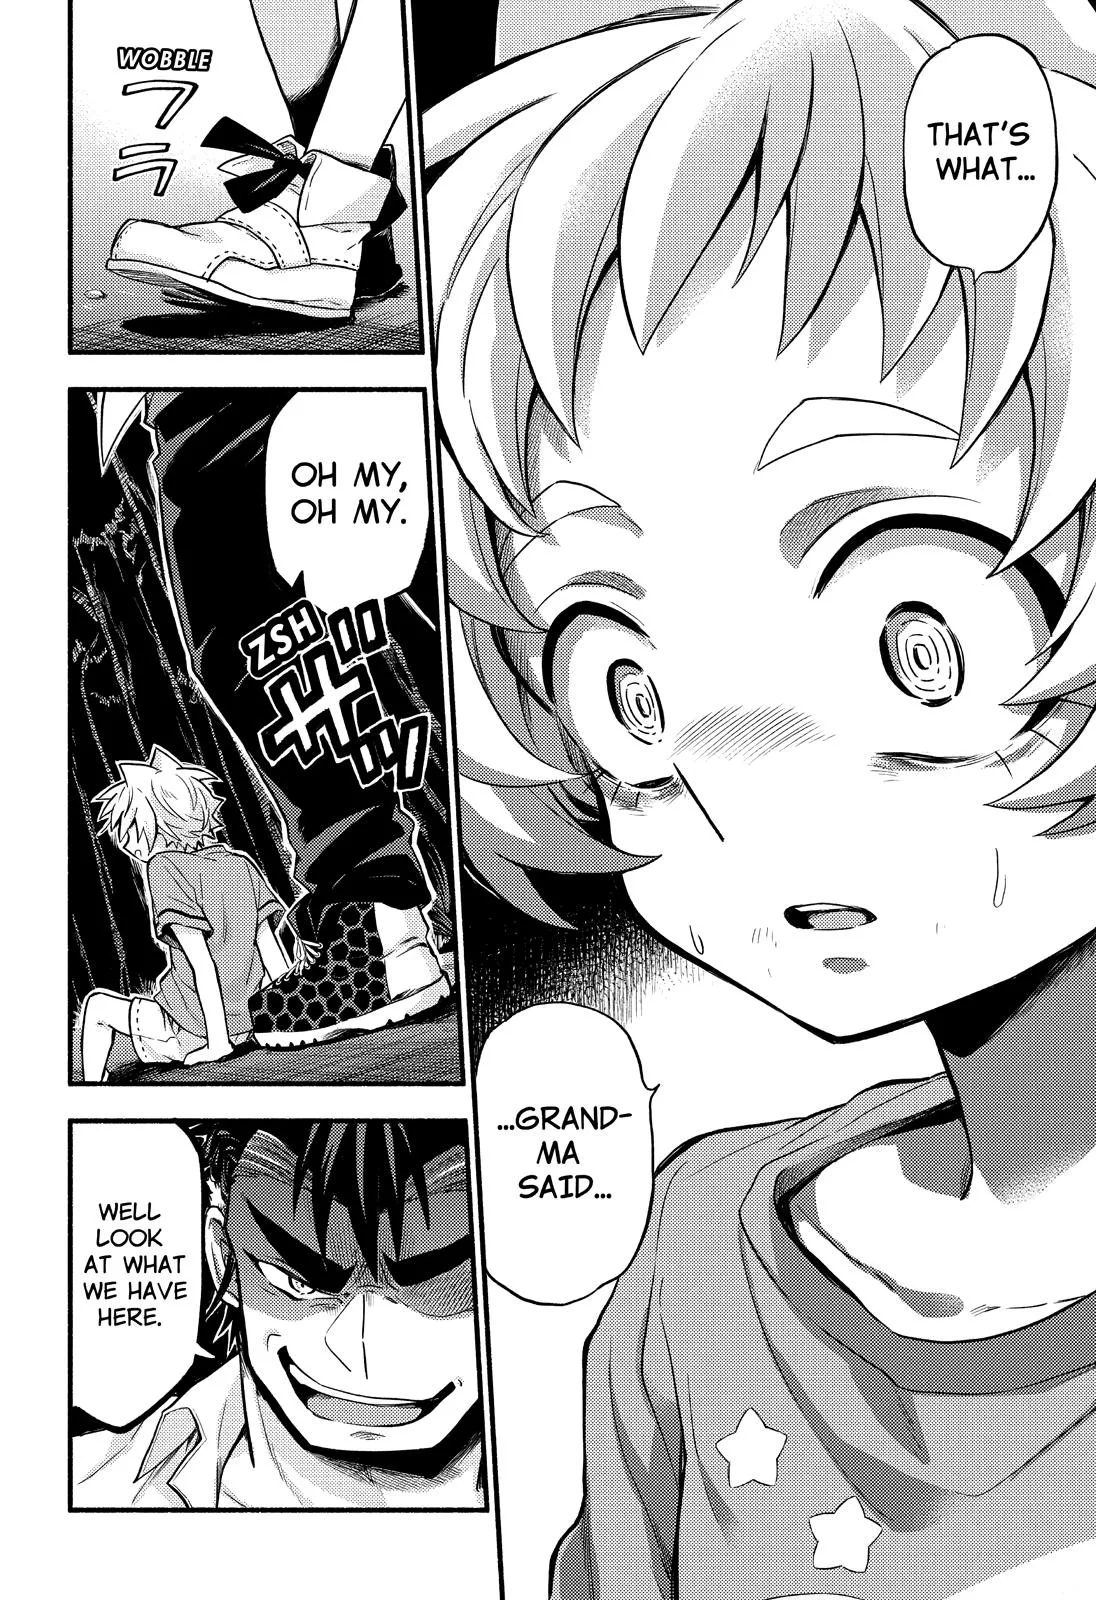 THAT'S
WHAT...
...GRAND-
MA
SAID...
WOBBLE
フ
ラ
OH MY,
OH MY.
ZSH
ザ
WELL
LOOK
AT WHAT
WE HAVE
HERE.